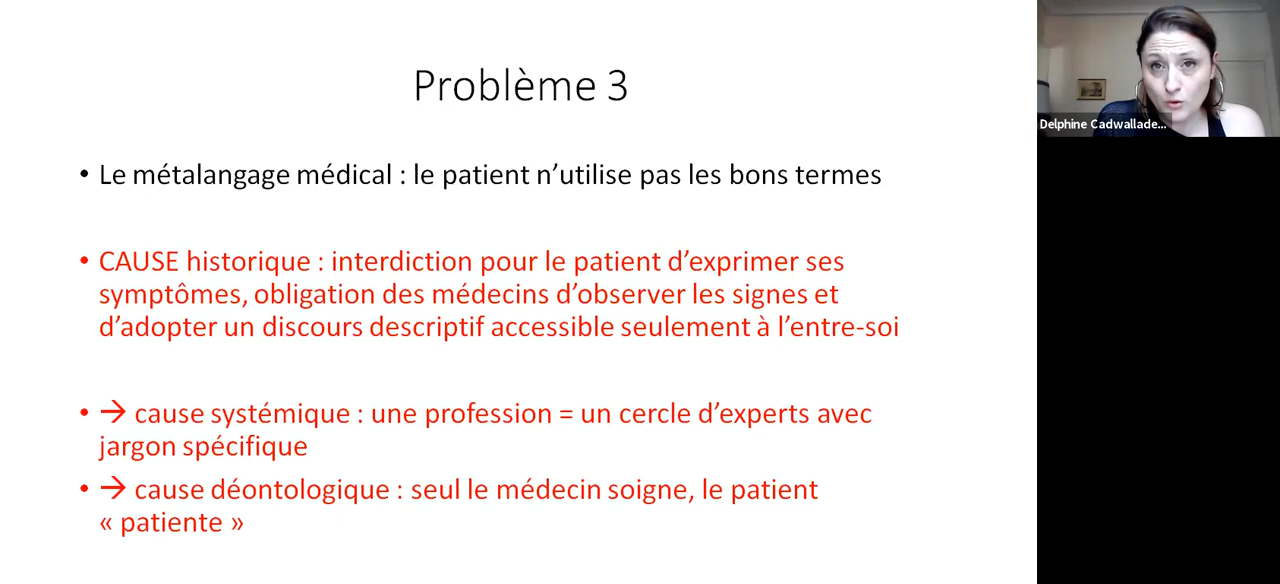 Problème 3
• Le métalangage médical : le patient n’utilise pas les bons termes
• CAUSE historique : interdiction pour le patient d’exprimer ses
symptômes, obligation des médecins d’observer les signes et
d’adopter un discours descriptif accessible seulement à l’entre-soi
• → cause systémique : une profession = un cercle d’experts avec
jargon spécifique
• → cause déontologique : seul le médecin soigne, le patient
« patiente »
Delphine Cadwallade...